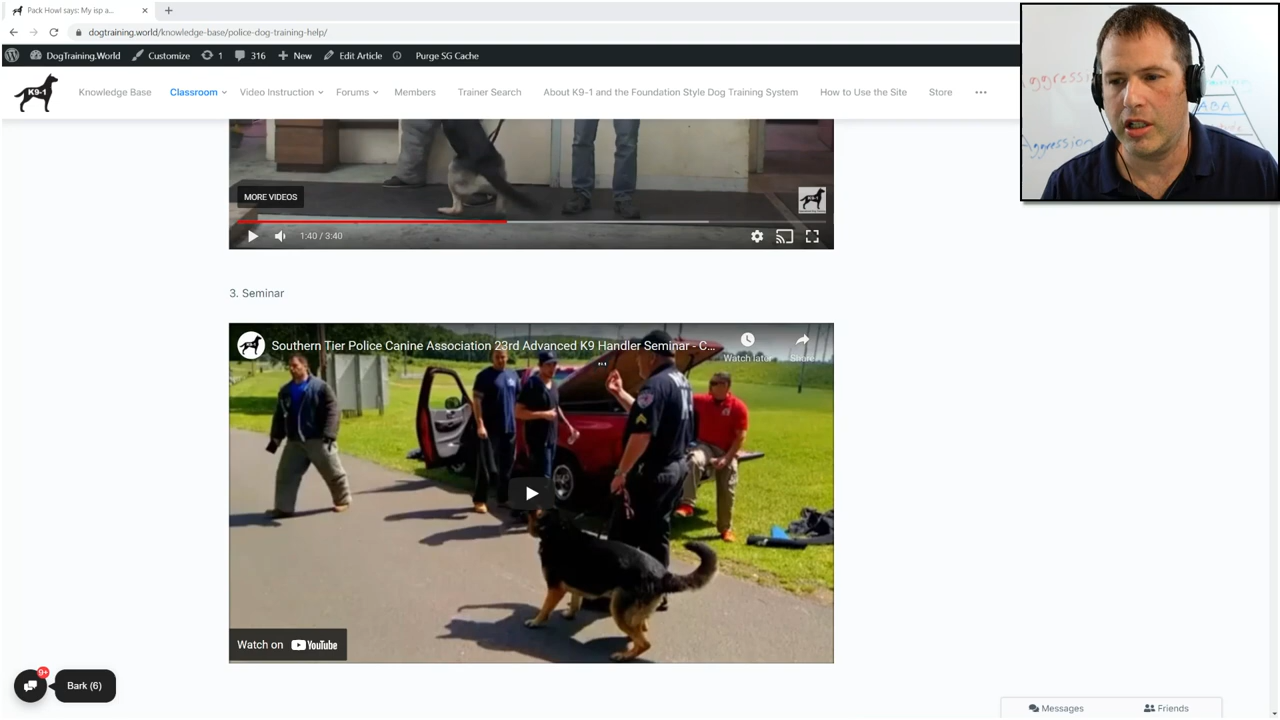 Pack Howl says: My isp a...
dogtraining.world/knowledge-base/police-dog-training-help/
DogTraining.World Customize 1 316 New Edit Article Purge SG Cache
K9-1
Knowledge Base Classroom Video Instruction Forums Members Trainer Search About K9-1 and the Foundation Style Dog Training System How to Use the Site Store
Aggression
ABA
Aggression
MORE VIDEOS
1:40 / 3:40
3. Seminar
Southern Tier Police Canine Association 23rd Advanced K9 Handler Seminar - C...
Watch later Share
Watch on YouTube
9+
Bark (6)
Messages Friends